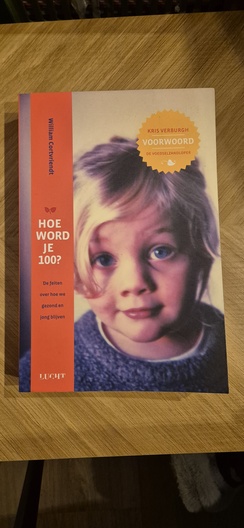 William Cortvriendt
HOE
WORD
JE
100?
De feiten
over hoe we
gezond en
jong blijven
LUCHT
KRIS VERBURGH
VOORWOORD